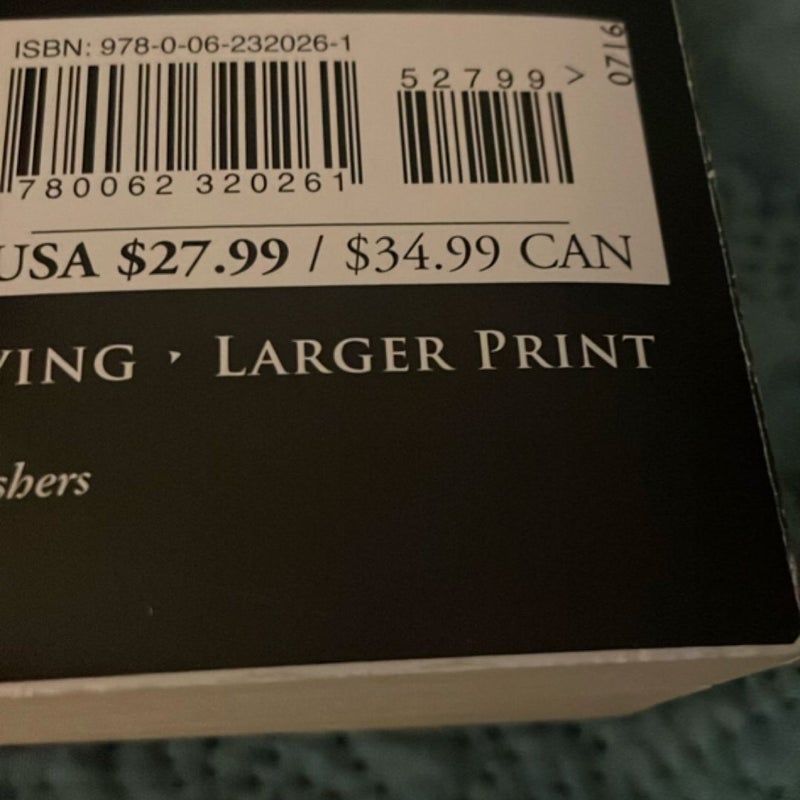 ISBN: 978-0-06-232026-1
52799 >
0716
780062 320261
USA $27.99 / $34.99 CAN
VING · LARGER PRINT
shers